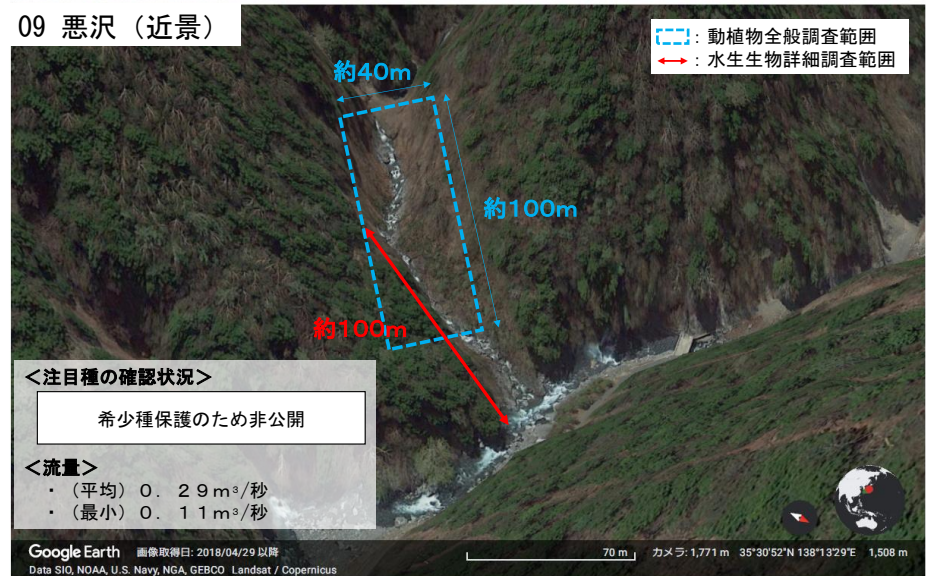 09 悪沢（近景）
：動植物全般調査範囲
：水生生物詳細調査範囲
約40m
約100m
約100m
＜注目種の確認状況＞
希少種保護のため非公開
＜流量＞
・（平均）０．２９m³/秒
・（最小）０．１１m³/秒
Google Earth 画像取得日: 2018/04/29 以降
70 m カメラ: 1,771 m 35°30'52"N 138°13'29"E 1,508 m
Data SIO, NOAA, U.S. Navy, NGA, GEBCO Landsat / Copernicus